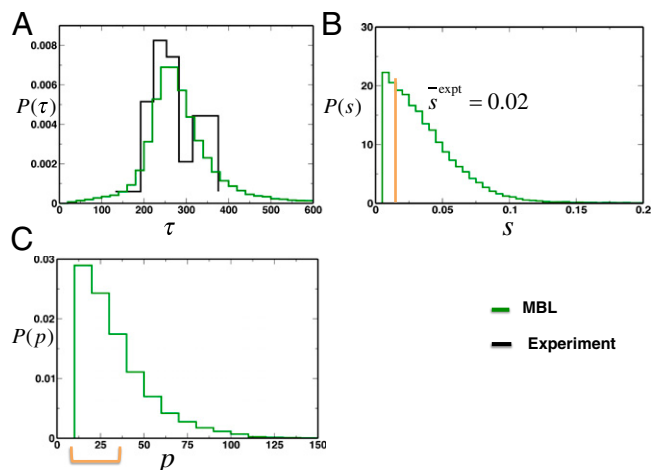 A
0.008
0.006
P(τ)
0.004
0.002
0 100 200 300 400 500 600
τ
B
30
20
P(s)
10
0
s̄ᵉˣᵖᵗ = 0.02
0 0.05 0.1 0.15 0.2
s
C
0.03
0.02
P(p)
0.01
0
0 25 50 75 100 125 150
p
MBL
Experiment